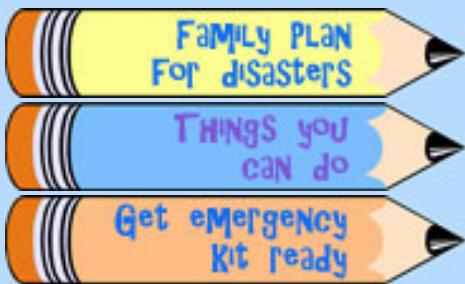 Family Plan
For disasters
Things you
can do
Get emergency
Kit ready